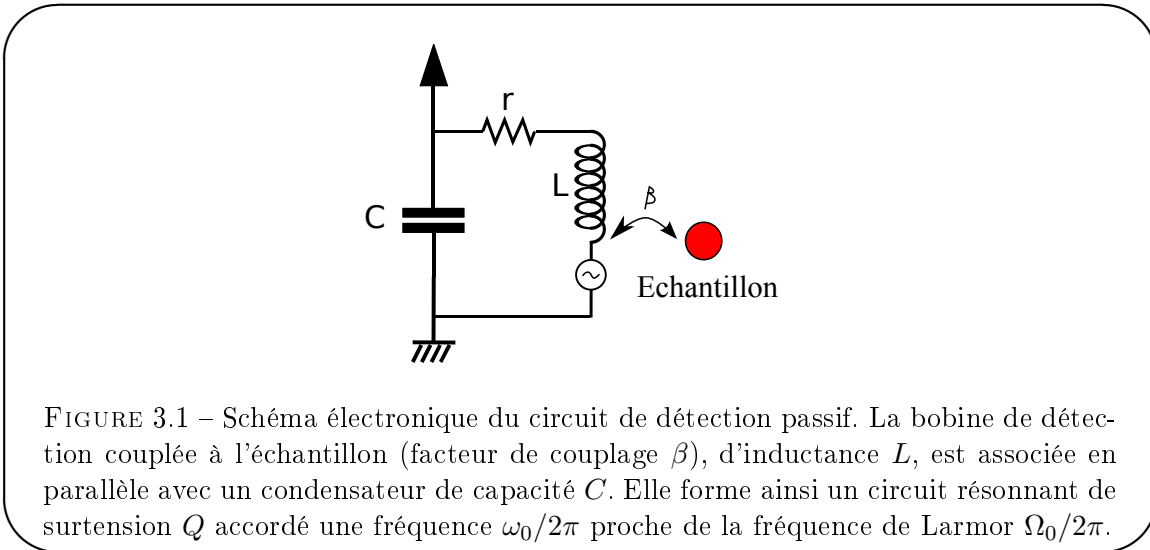 r
L
β
C
Echantillon
FIGURE 3.1 – Schéma électronique du circuit de détection passif. La bobine de détec-
tion couplée à l'échantillon (facteur de couplage β), d'inductance L, est associée en
parallèle avec un condensateur de capacité C. Elle forme ainsi un circuit résonnant de
surtension Q accordé une fréquence ω₀/2π proche de la fréquence de Larmor Ω₀/2π.